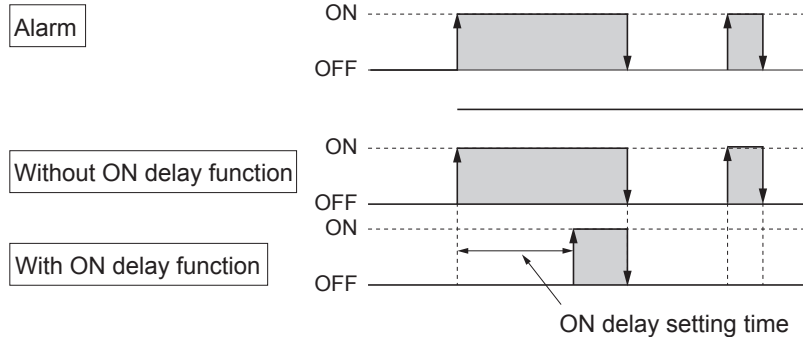 ON
Alarm
OFF
ON
Without ON delay function
OFF
ON
With ON delay function
OFF
ON delay setting time